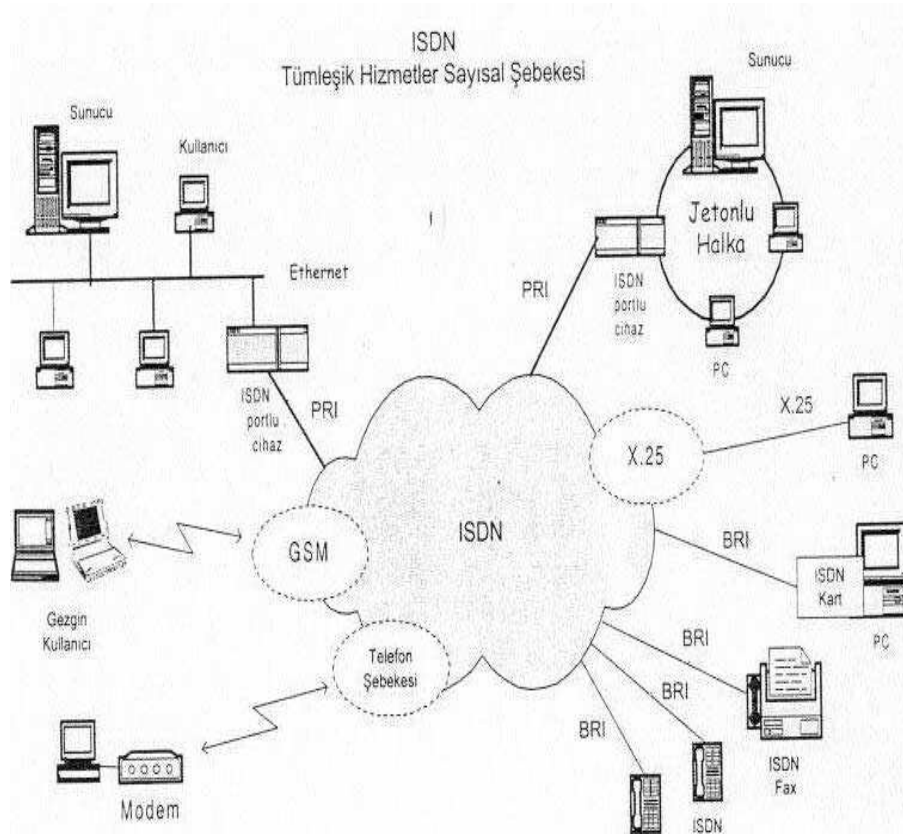 ISDN
Tümleşik Hizmetler Sayısal Şebekesi
Sunucu
Kullanıcı
Ethernet
ISDN
portlu
cihaz
PRI
Sunucu
Jetonlu
Halka
PC
ISDN
portlu
cihaz
PRI
X.25
X.25
PC
ISDN
GSM
Gezgin
Kullanıcı
Telefon
Şebekesi
Modem
BRI
ISDN
Kart
PC
BRI
ISDN
Fax
BRI
BRI
ISDN